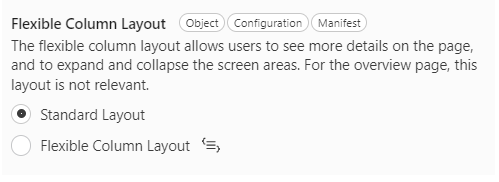 Flexible Column Layout Object Configuration Manifest
The flexible column layout allows users to see more details on the page,
and to expand and collapse the screen areas. For the overview page, this
layout is not relevant.
Standard Layout
Flexible Column Layout